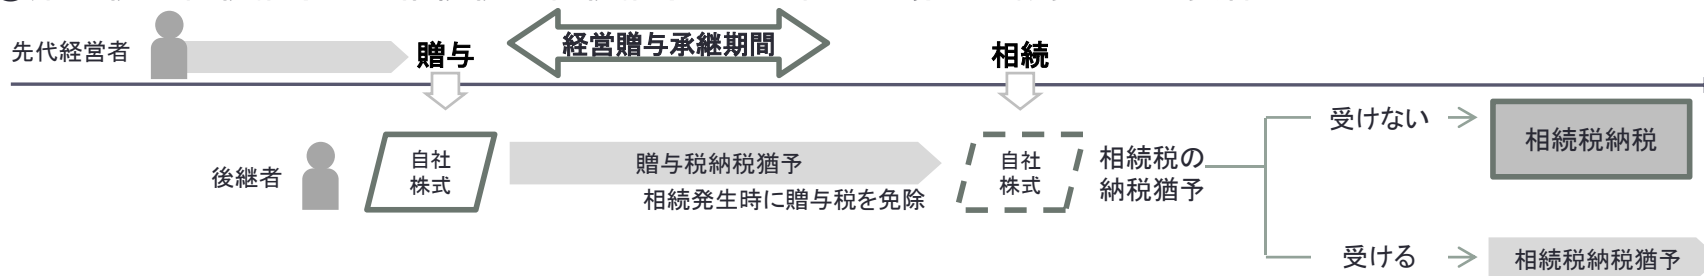 先代経営者
贈与
経営贈与承継期間
相続
後継者
自社
株式
贈与税納税猶予
相続発生時に贈与税を免除
自社
株式
相続税の
納税猶予
受けない
相続税納税
受ける
相続税納税猶予